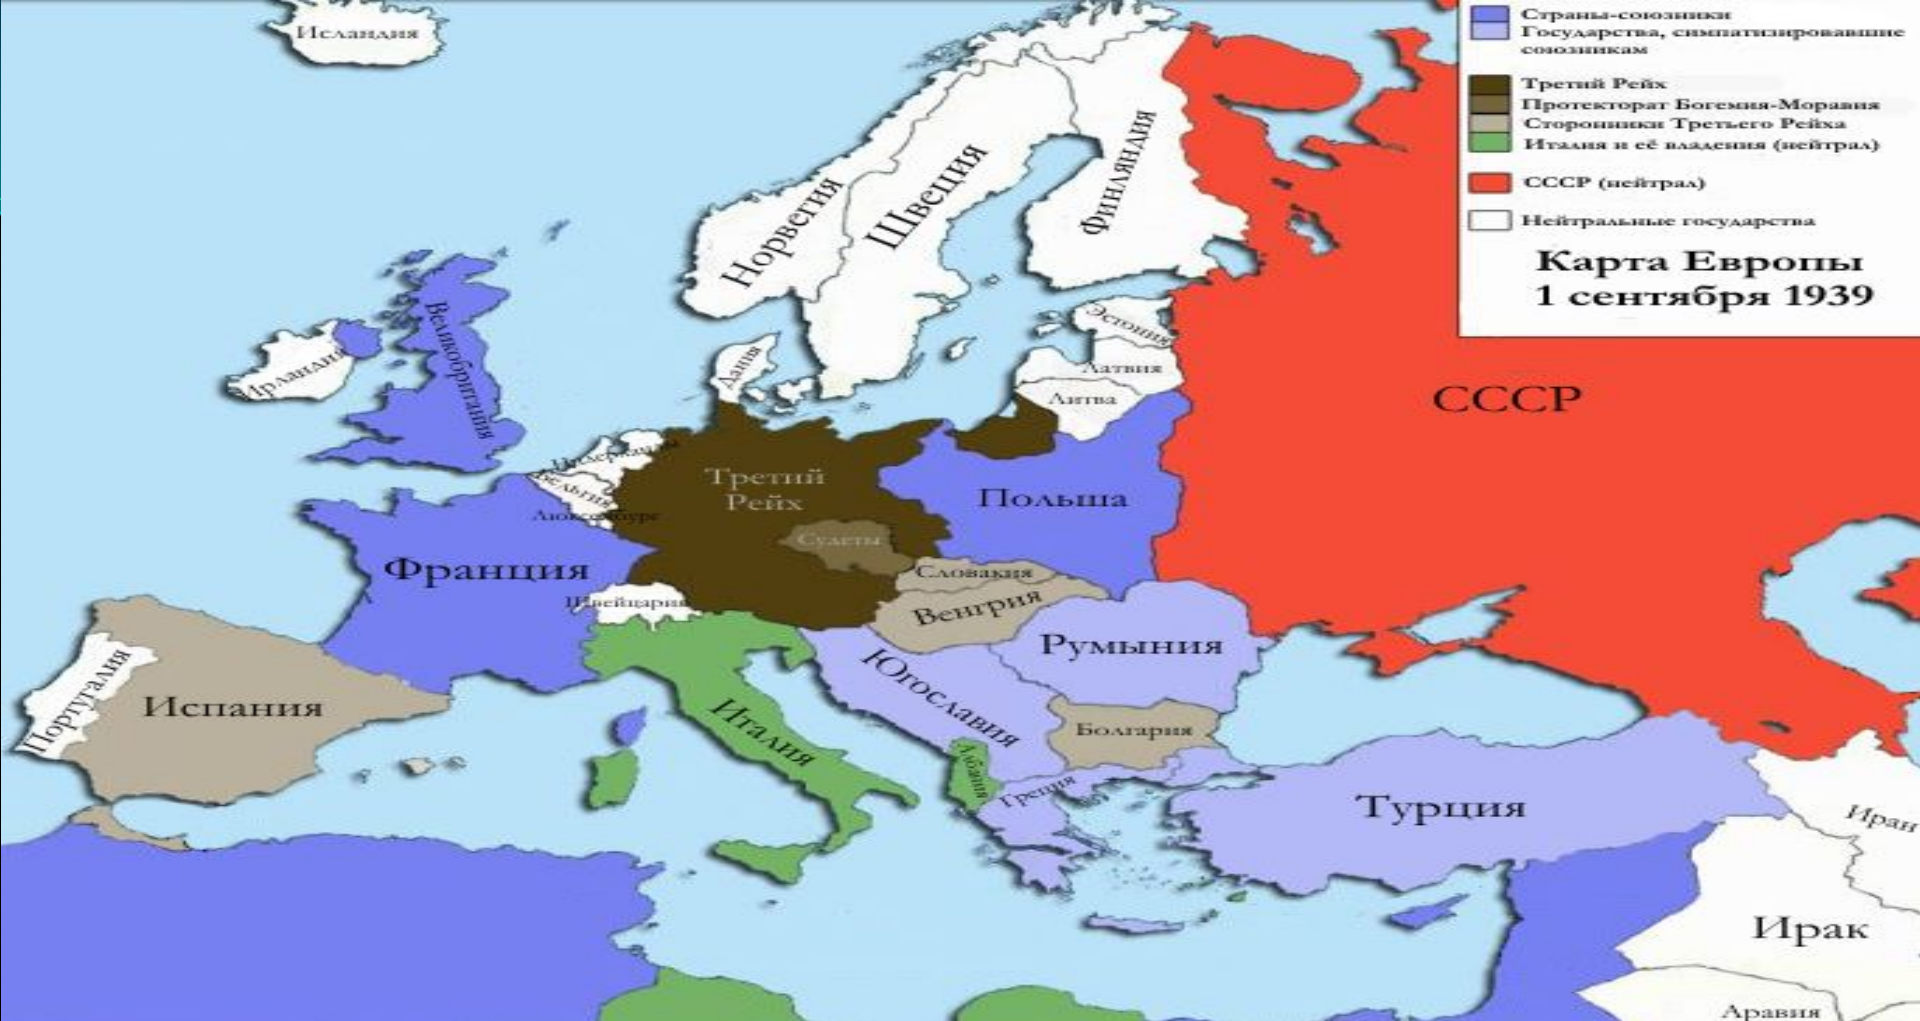 Исландия
Страны-союзники
Государства, симпатизировавшие
союзникам
Третий Рейх
Протекторат Богемия-Моравия
Сторонники Третьего Рейха
Италия и её владения (нейтрал)
СССР (нейтрал)
Нейтральные государства
Карта Европы
1 сентября 1939
Норвегия
Швеция
Финляндия
Эстония
Латвия
Литва
Дания
Ирландия
Великобритания
СССР
Нидерланды
Бельгия
Люксембург
Третий
Рейх
Судеты
Польша
Франция
Швейцария
Словакия
Венгрия
Румыния
Югославия
Португалия
Испания
Италия
Болгария
Албания
Греция
Турция
Иран
Ирак
Аравия